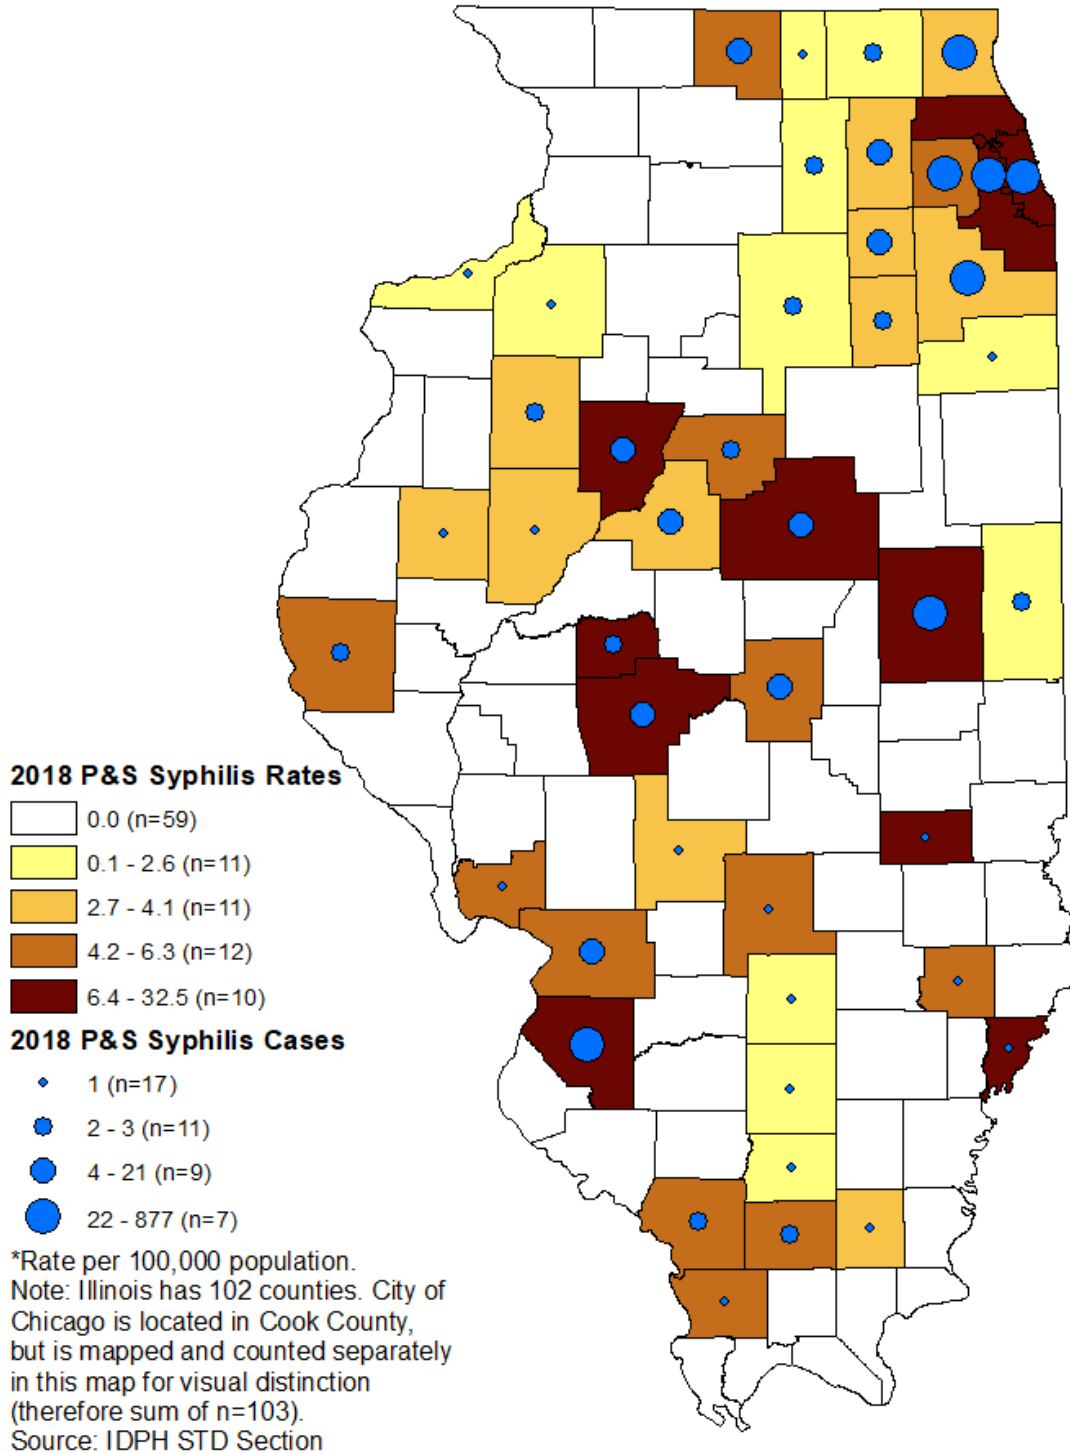 2018 P&S Syphilis Rates
0.0 (n=59)
0.1 - 2.6 (n=11)
2.7 - 4.1 (n=11)
4.2 - 6.3 (n=12)
6.4 - 32.5 (n=10)
2018 P&S Syphilis Cases
1 (n=17)
2 - 3 (n=11)
4 - 21 (n=9)
22 - 877 (n=7)
*Rate per 100,000 population.
Note: Illinois has 102 counties. City of
Chicago is located in Cook County,
but is mapped and counted separately
in this map for visual distinction
(therefore sum of n=103).
Source: IDPH STD Section